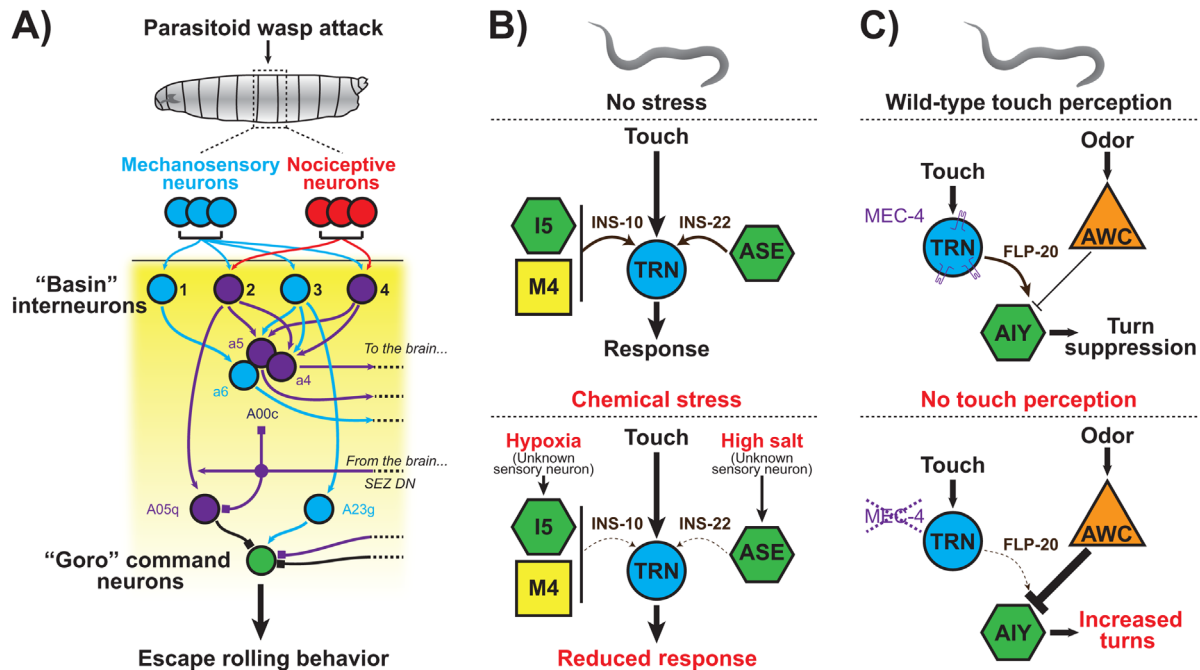 A)
Parasitoid wasp attack
Mechanosensory
neurons
Nociceptive
neurons
“Basin”
interneurons
1
2
3
4
a5
a4
a6
To the brain...
A00c
From the brain...
SEZ DN
A05q
A23g
“Goro” command
neurons
Escape rolling behavior
B)
No stress
Touch
I5
INS-10
INS-22
M4
TRN
ASE
Response
Chemical stress
Hypoxia
(Unknown
sensory neuron)
Touch
High salt
(Unknown
sensory neuron)
I5
INS-10
INS-22
M4
TRN
ASE
Reduced response
C)
Wild-type touch perception
Odor
Touch
MEC-4
TRN
AWC
FLP-20
AIY
Turn
suppression
No touch perception
Odor
Touch
MEC-4
TRN
AWC
FLP-20
AIY
Increased
turns